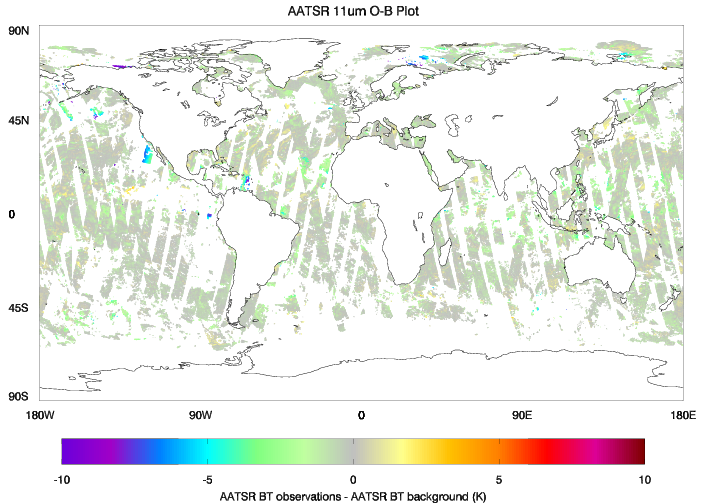 AATSR 11um O-B Plot
90N
45N
0
45S
90S
180W 90W 0 90E 180E
-10 -5 0 5 10
AATSR BT observations - AATSR BT background (K)